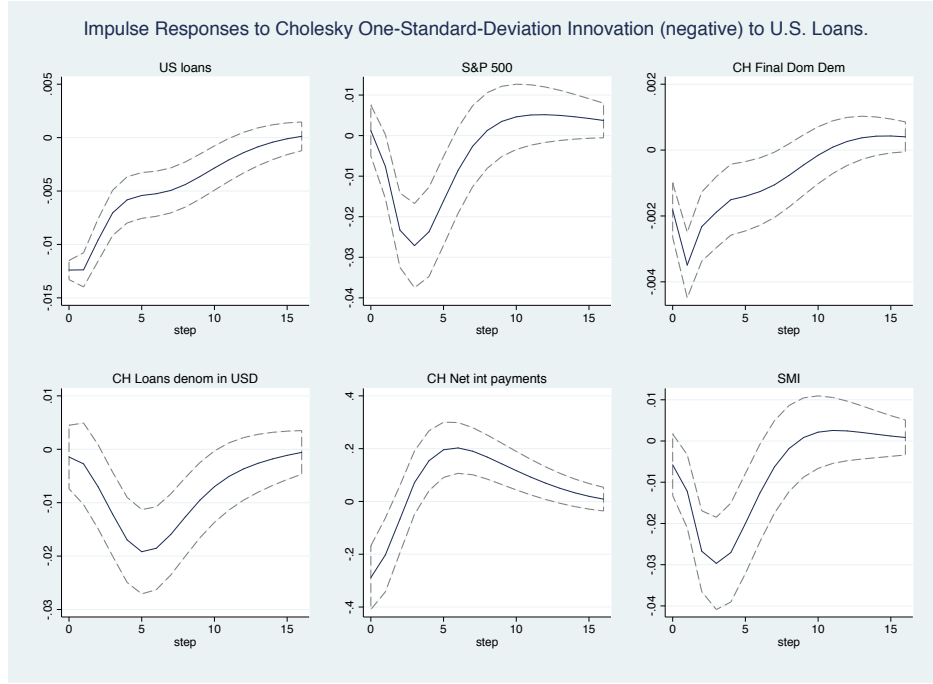 Impulse Responses to Cholesky One-Standard-Deviation Innovation (negative) to U.S. Loans.
US loans
.005
0
-.005
-.01
-.015
0 5 10 15
step
S&P 500
.01
0
-.01
-.02
-.03
-.04
0 5 10 15
step
CH Final Dom Dem
.002
0
-.002
-.004
0 5 10 15
step
CH Loans denom in USD
.01
0
-.01
-.02
-.03
0 5 10 15
step
CH Net int payments
.4
.2
0
-.2
-.4
0 5 10 15
step
SMI
.01
0
-.01
-.02
-.03
-.04
0 5 10 15
step